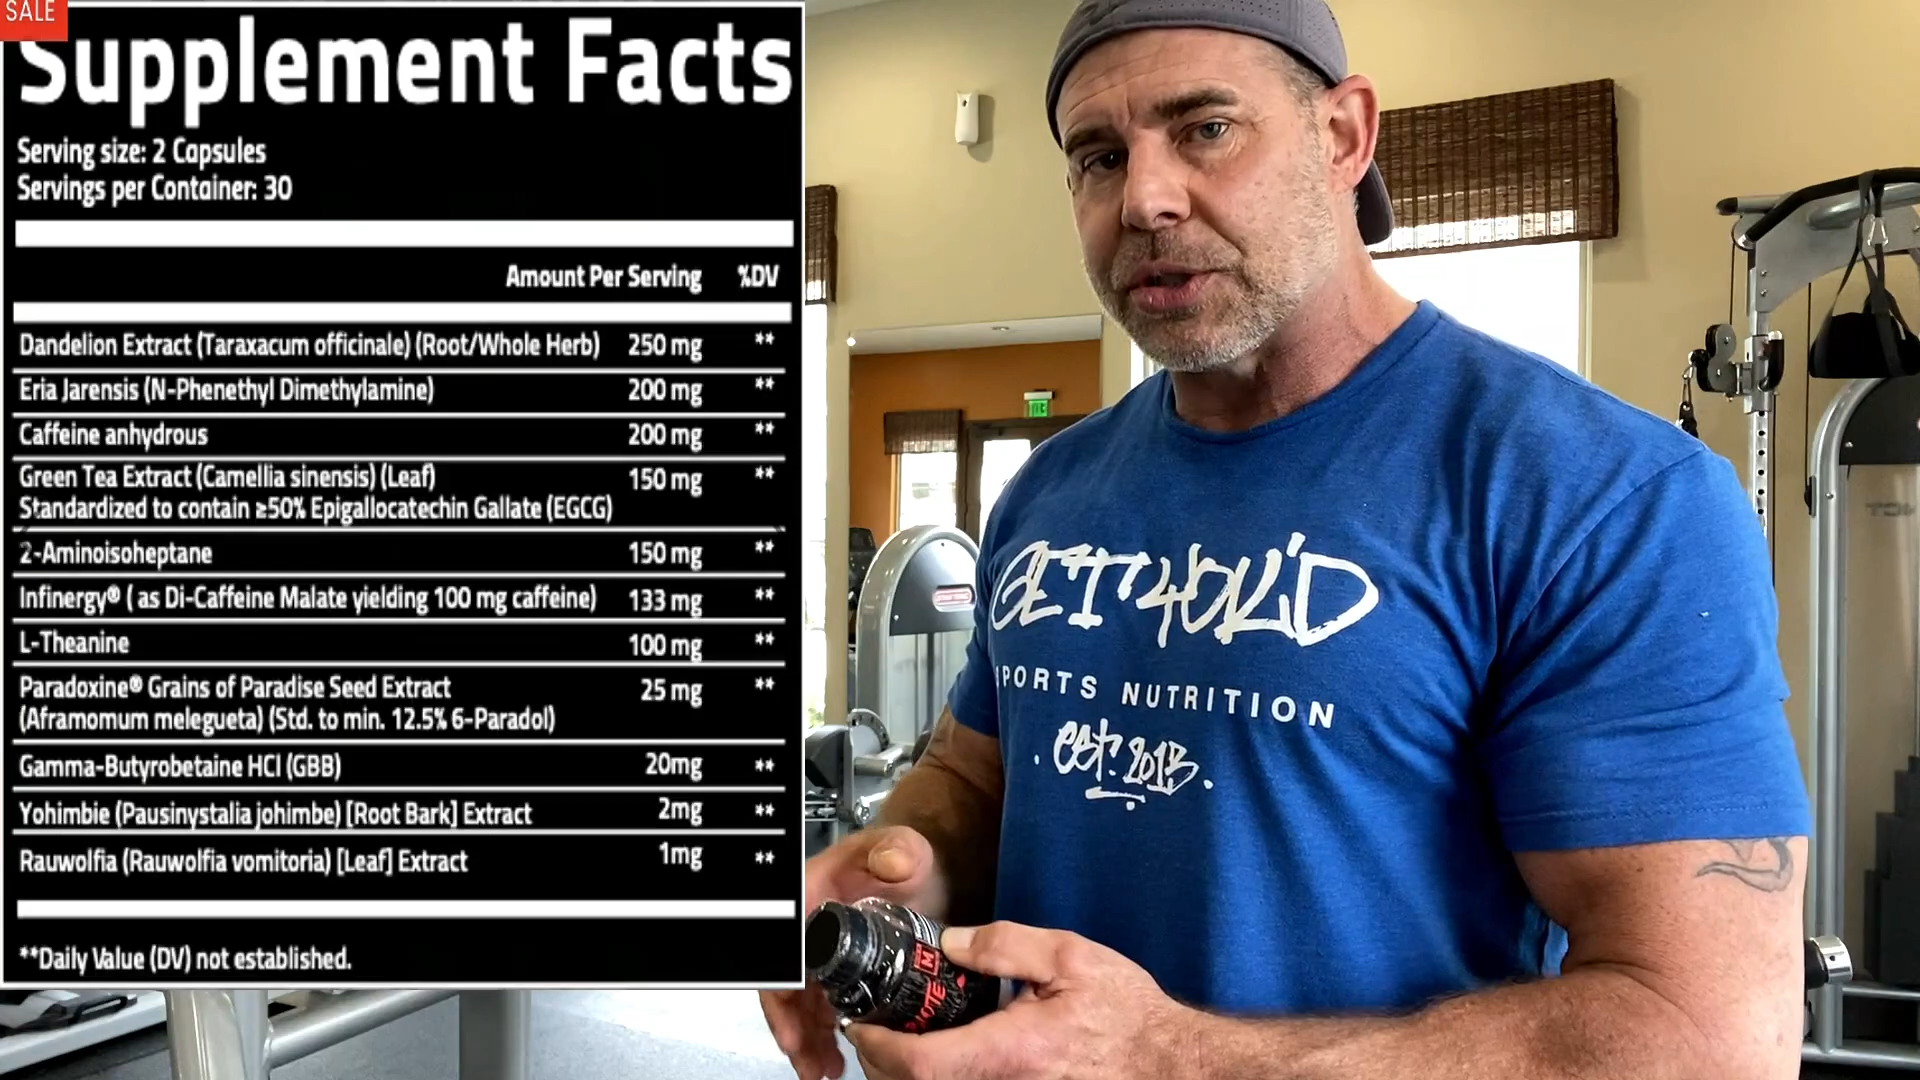 SALE
Supplement Facts
Serving size: 2 Capsules
Servings per Container: 30
Amount Per Serving %DV
Dandelion Extract (Taraxacum officinale) (Root/Whole Herb) 250 mg **
Eria Jarensis (N-Phenethyl Dimethylamine) 200 mg **
Caffeine anhydrous 200 mg **
Green Tea Extract (Camellia sinensis) (Leaf) 150 mg **
Standardized to contain ≥50% Epigallocatechin Gallate (EGCG)
2-Aminoisoheptane 150 mg **
Infinergy® ( as Di-Caffeine Malate yielding 100 mg caffeine) 133 mg **
L-Theanine 100 mg **
Paradoxine® Grains of Paradise Seed Extract 25 mg **
(Aframomum melegueta) (Std. to min. 12.5% 6-Paradol)
Gamma-Butyrobetaine HCl (GBB) 20mg **
Yohimbie (Pausinystalia johimbe) [Root Bark] Extract 2mg **
Rauwolfia (Rauwolfia vomitoria) [Leaf] Extract 1mg **
**Daily Value (DV) not established.
GET YOK'D
SPORTS NUTRITION
. EST. 2013 .